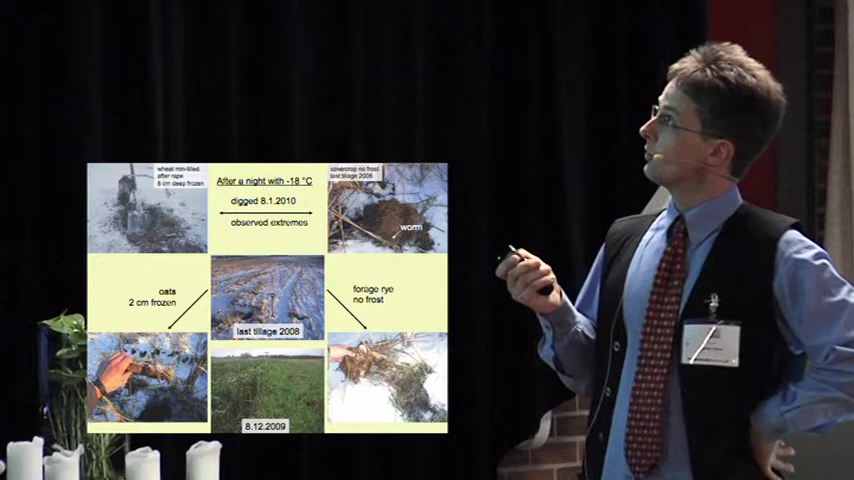 wheat min-tilled
after rape
8 cm deep frozen
After a night with -18 °C
digged 8.1.2010
observed extremes
covercrop no frost
last tillage 2008
worm
oats
2 cm frozen
forage rye
no frost
last tillage 2008
8.12.2009